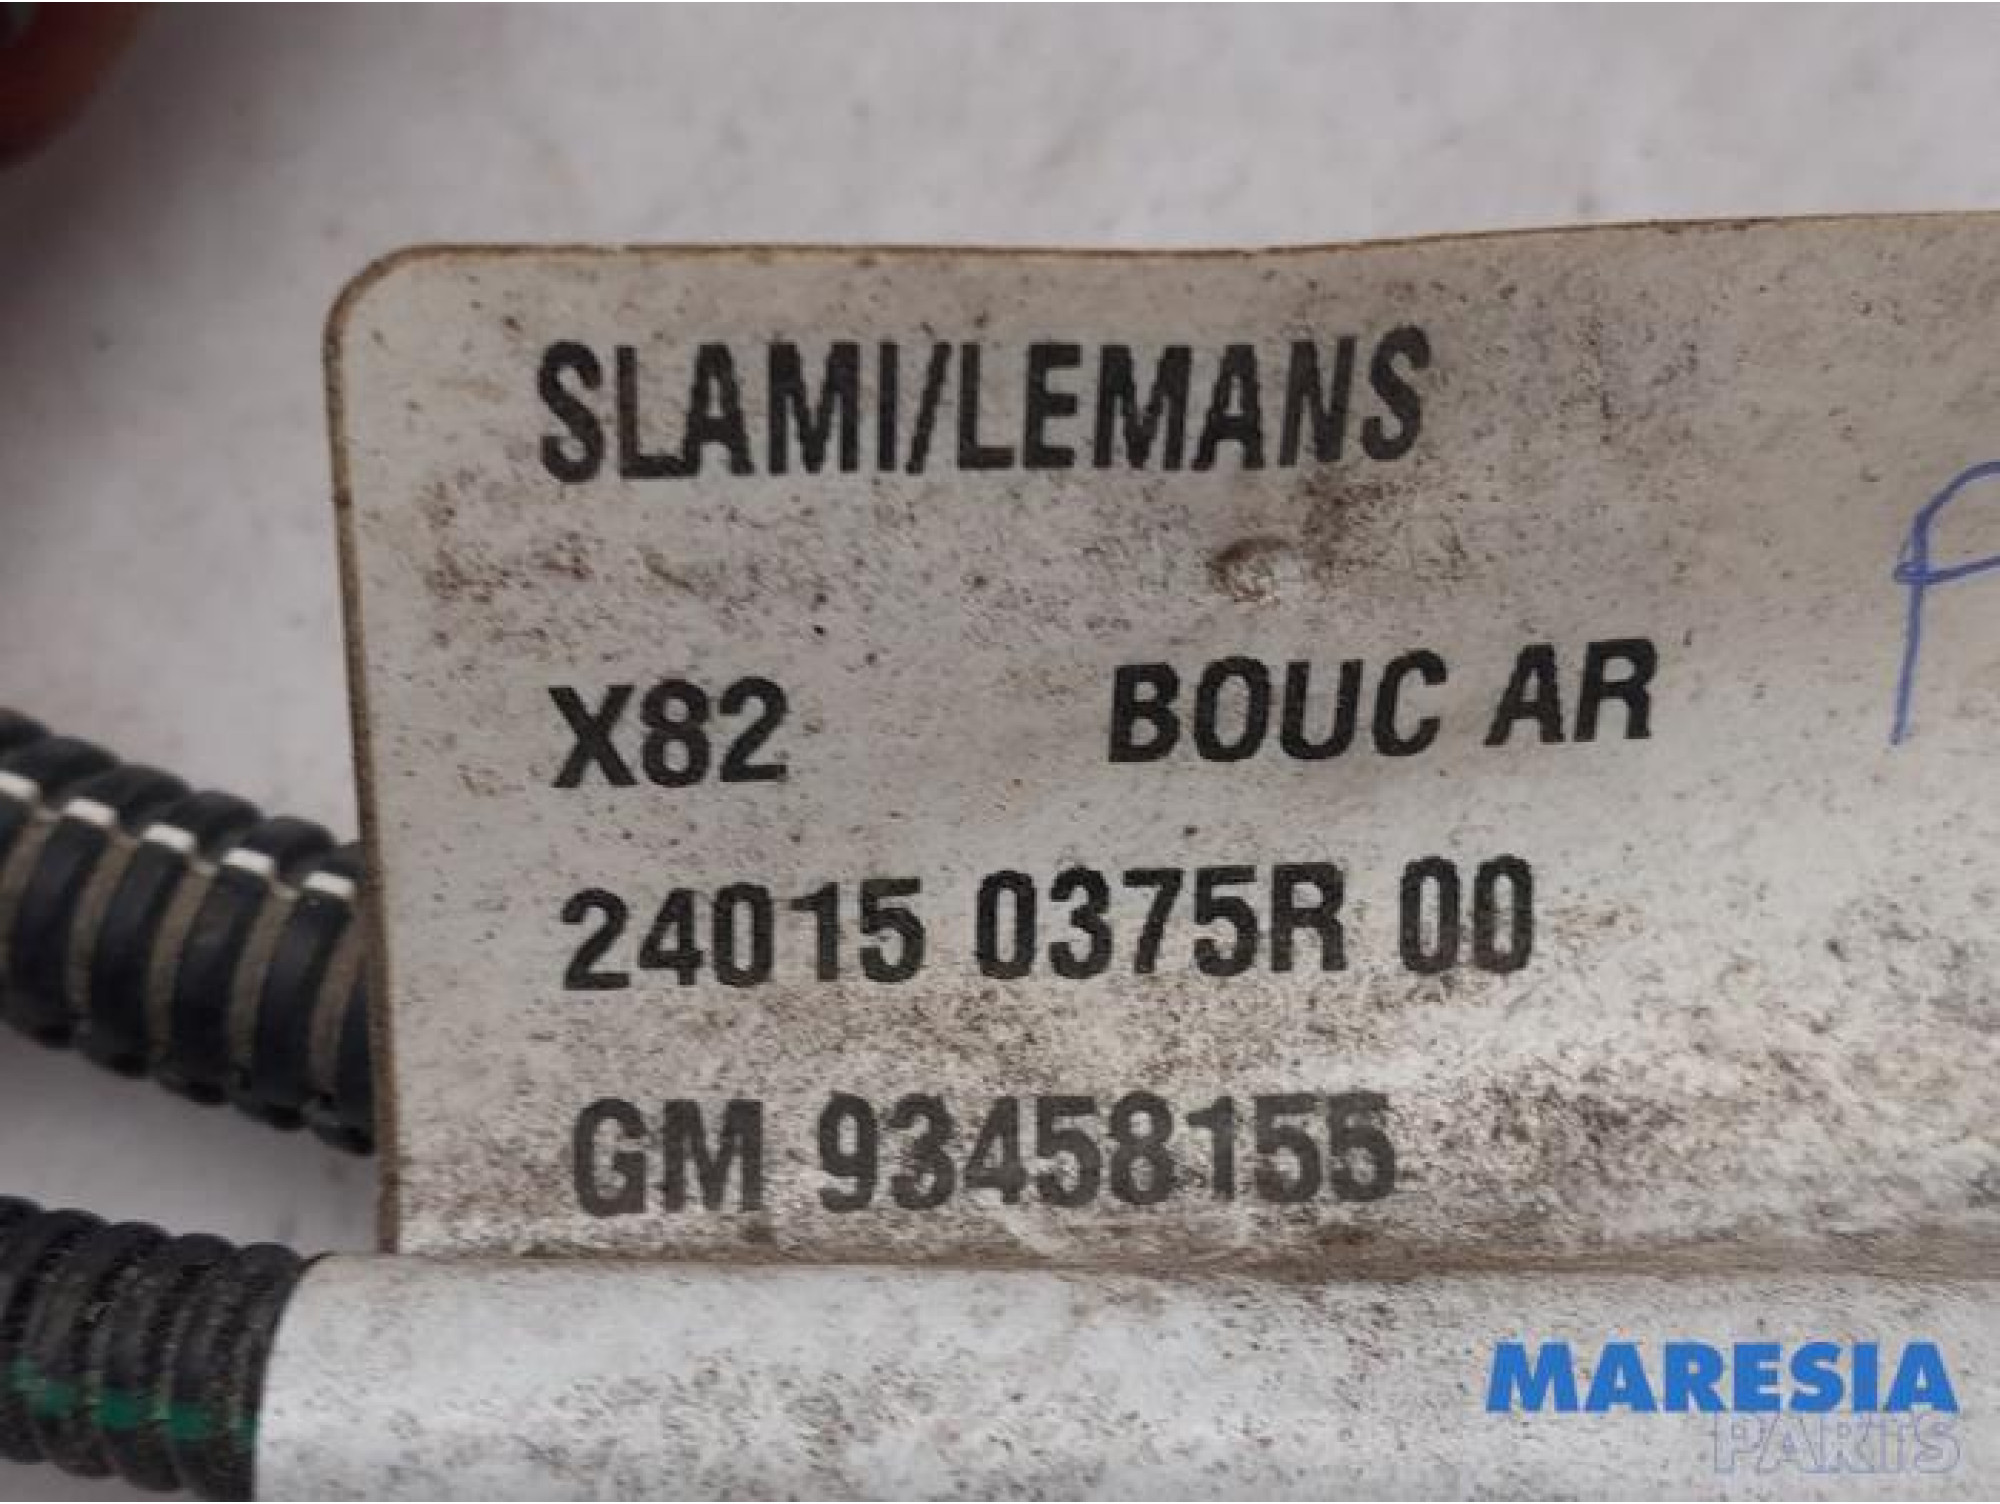 SLAMI/LEMANS
X82 BOUC AR
24015 0375R 00
GM 93458155
MARESIA
PARTS